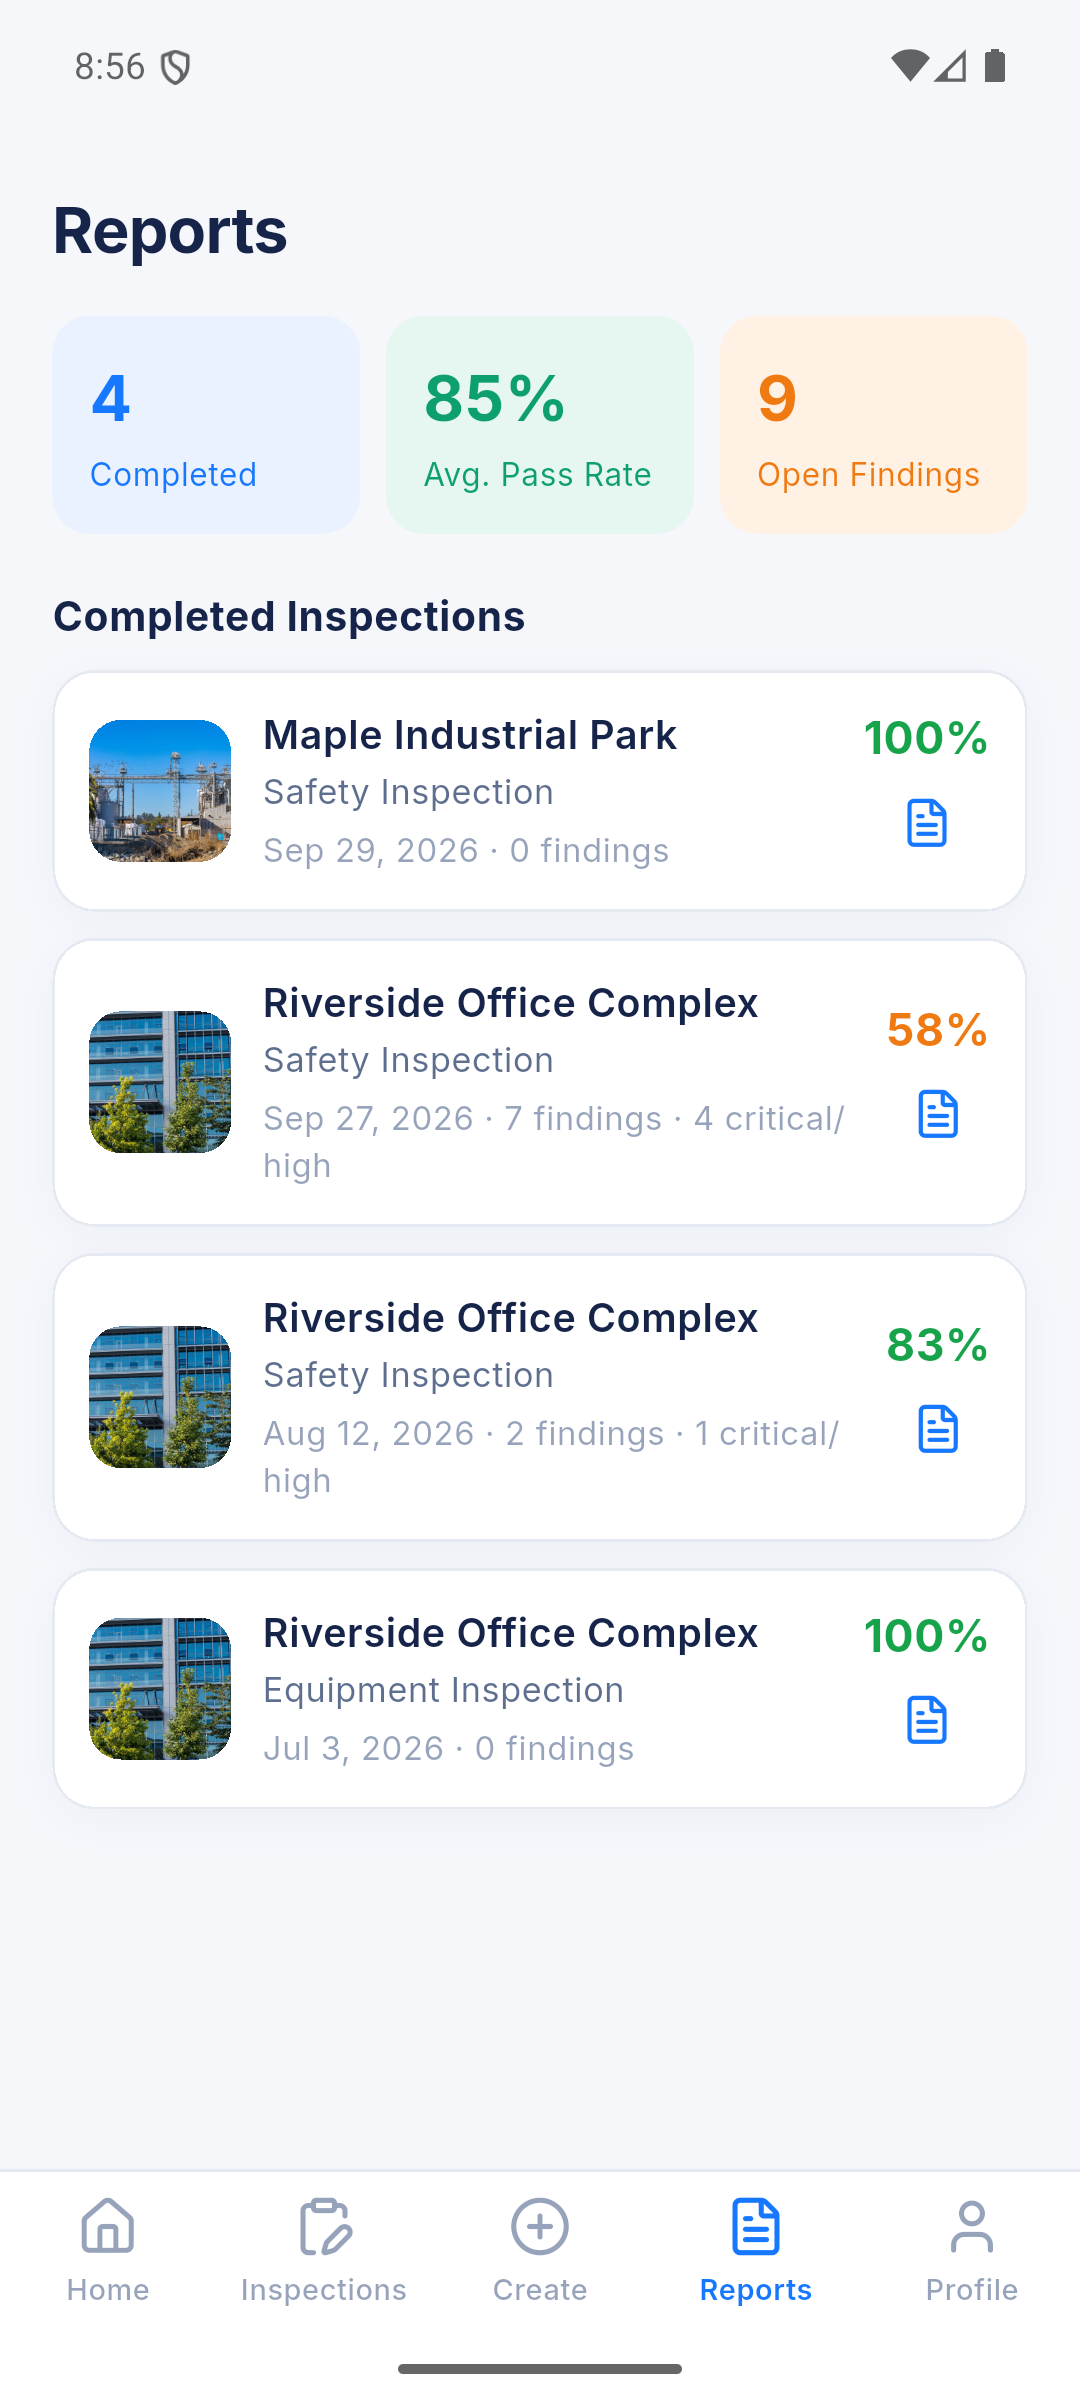 8:56
Reports
4
Completed
85%
Avg. Pass Rate
9
Open Findings
Completed Inspections
Maple Industrial Park
Safety Inspection
Sep 29, 2026 · 0 findings
100%
Riverside Office Complex
Safety Inspection
Sep 27, 2026 · 7 findings · 4 critical/
high
58%
Riverside Office Complex
Safety Inspection
Aug 12, 2026 · 2 findings · 1 critical/
high
83%
Riverside Office Complex
Equipment Inspection
Jul 3, 2026 · 0 findings
100%
Home
Inspections
Create
Reports
Profile